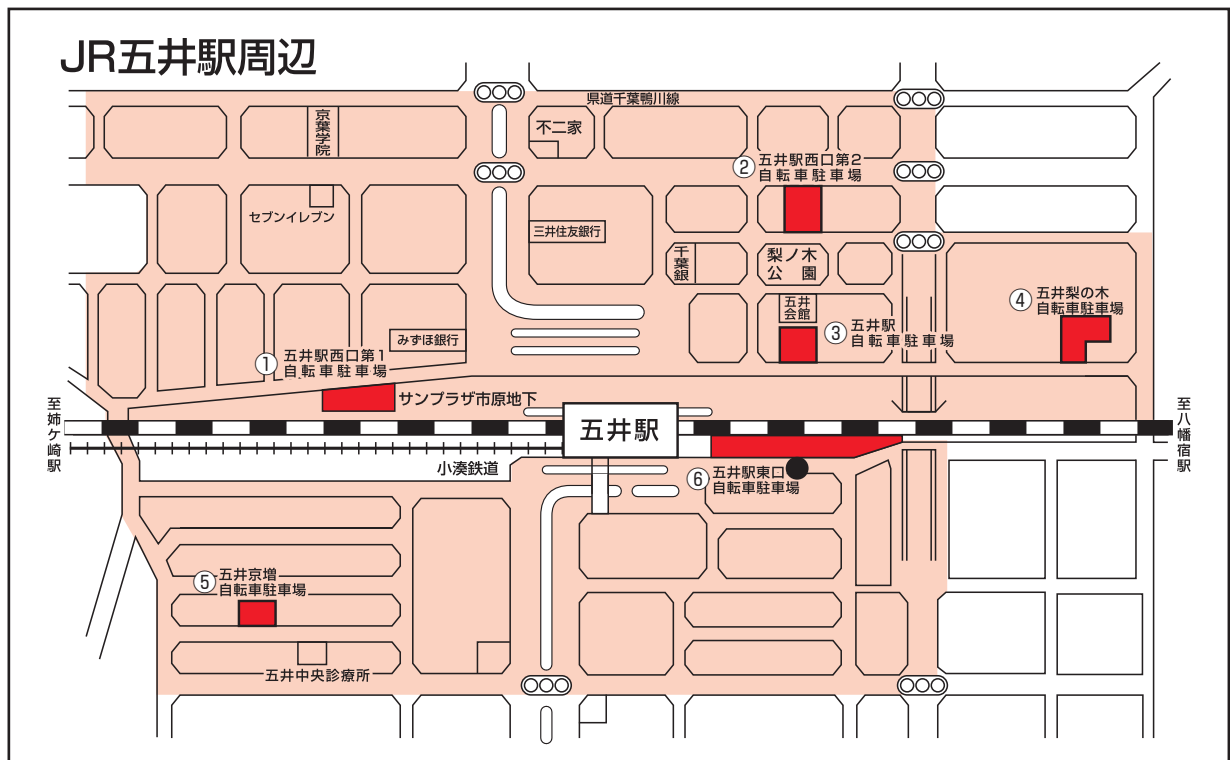 JR五井駅周辺
県道千葉鴨川線
京葉学院
不二家
②
五井駅西口第2
自転車駐車場
セブンイレブン
三井住友銀行
千葉銀
梨ノ木
公園
④
五井梨の木
自転車駐車場
五井
会館
③
五井駅
自転車駐車場
みずほ銀行
①
五井駅西口第1
自転車駐車場
サンプラザ市原地下
至姉ケ崎駅
五井駅
至八幡宿駅
小湊鉄道
⑥
五井駅東口
自転車駐車場
⑤
五井京増
自転車駐車場
五井中央診療所